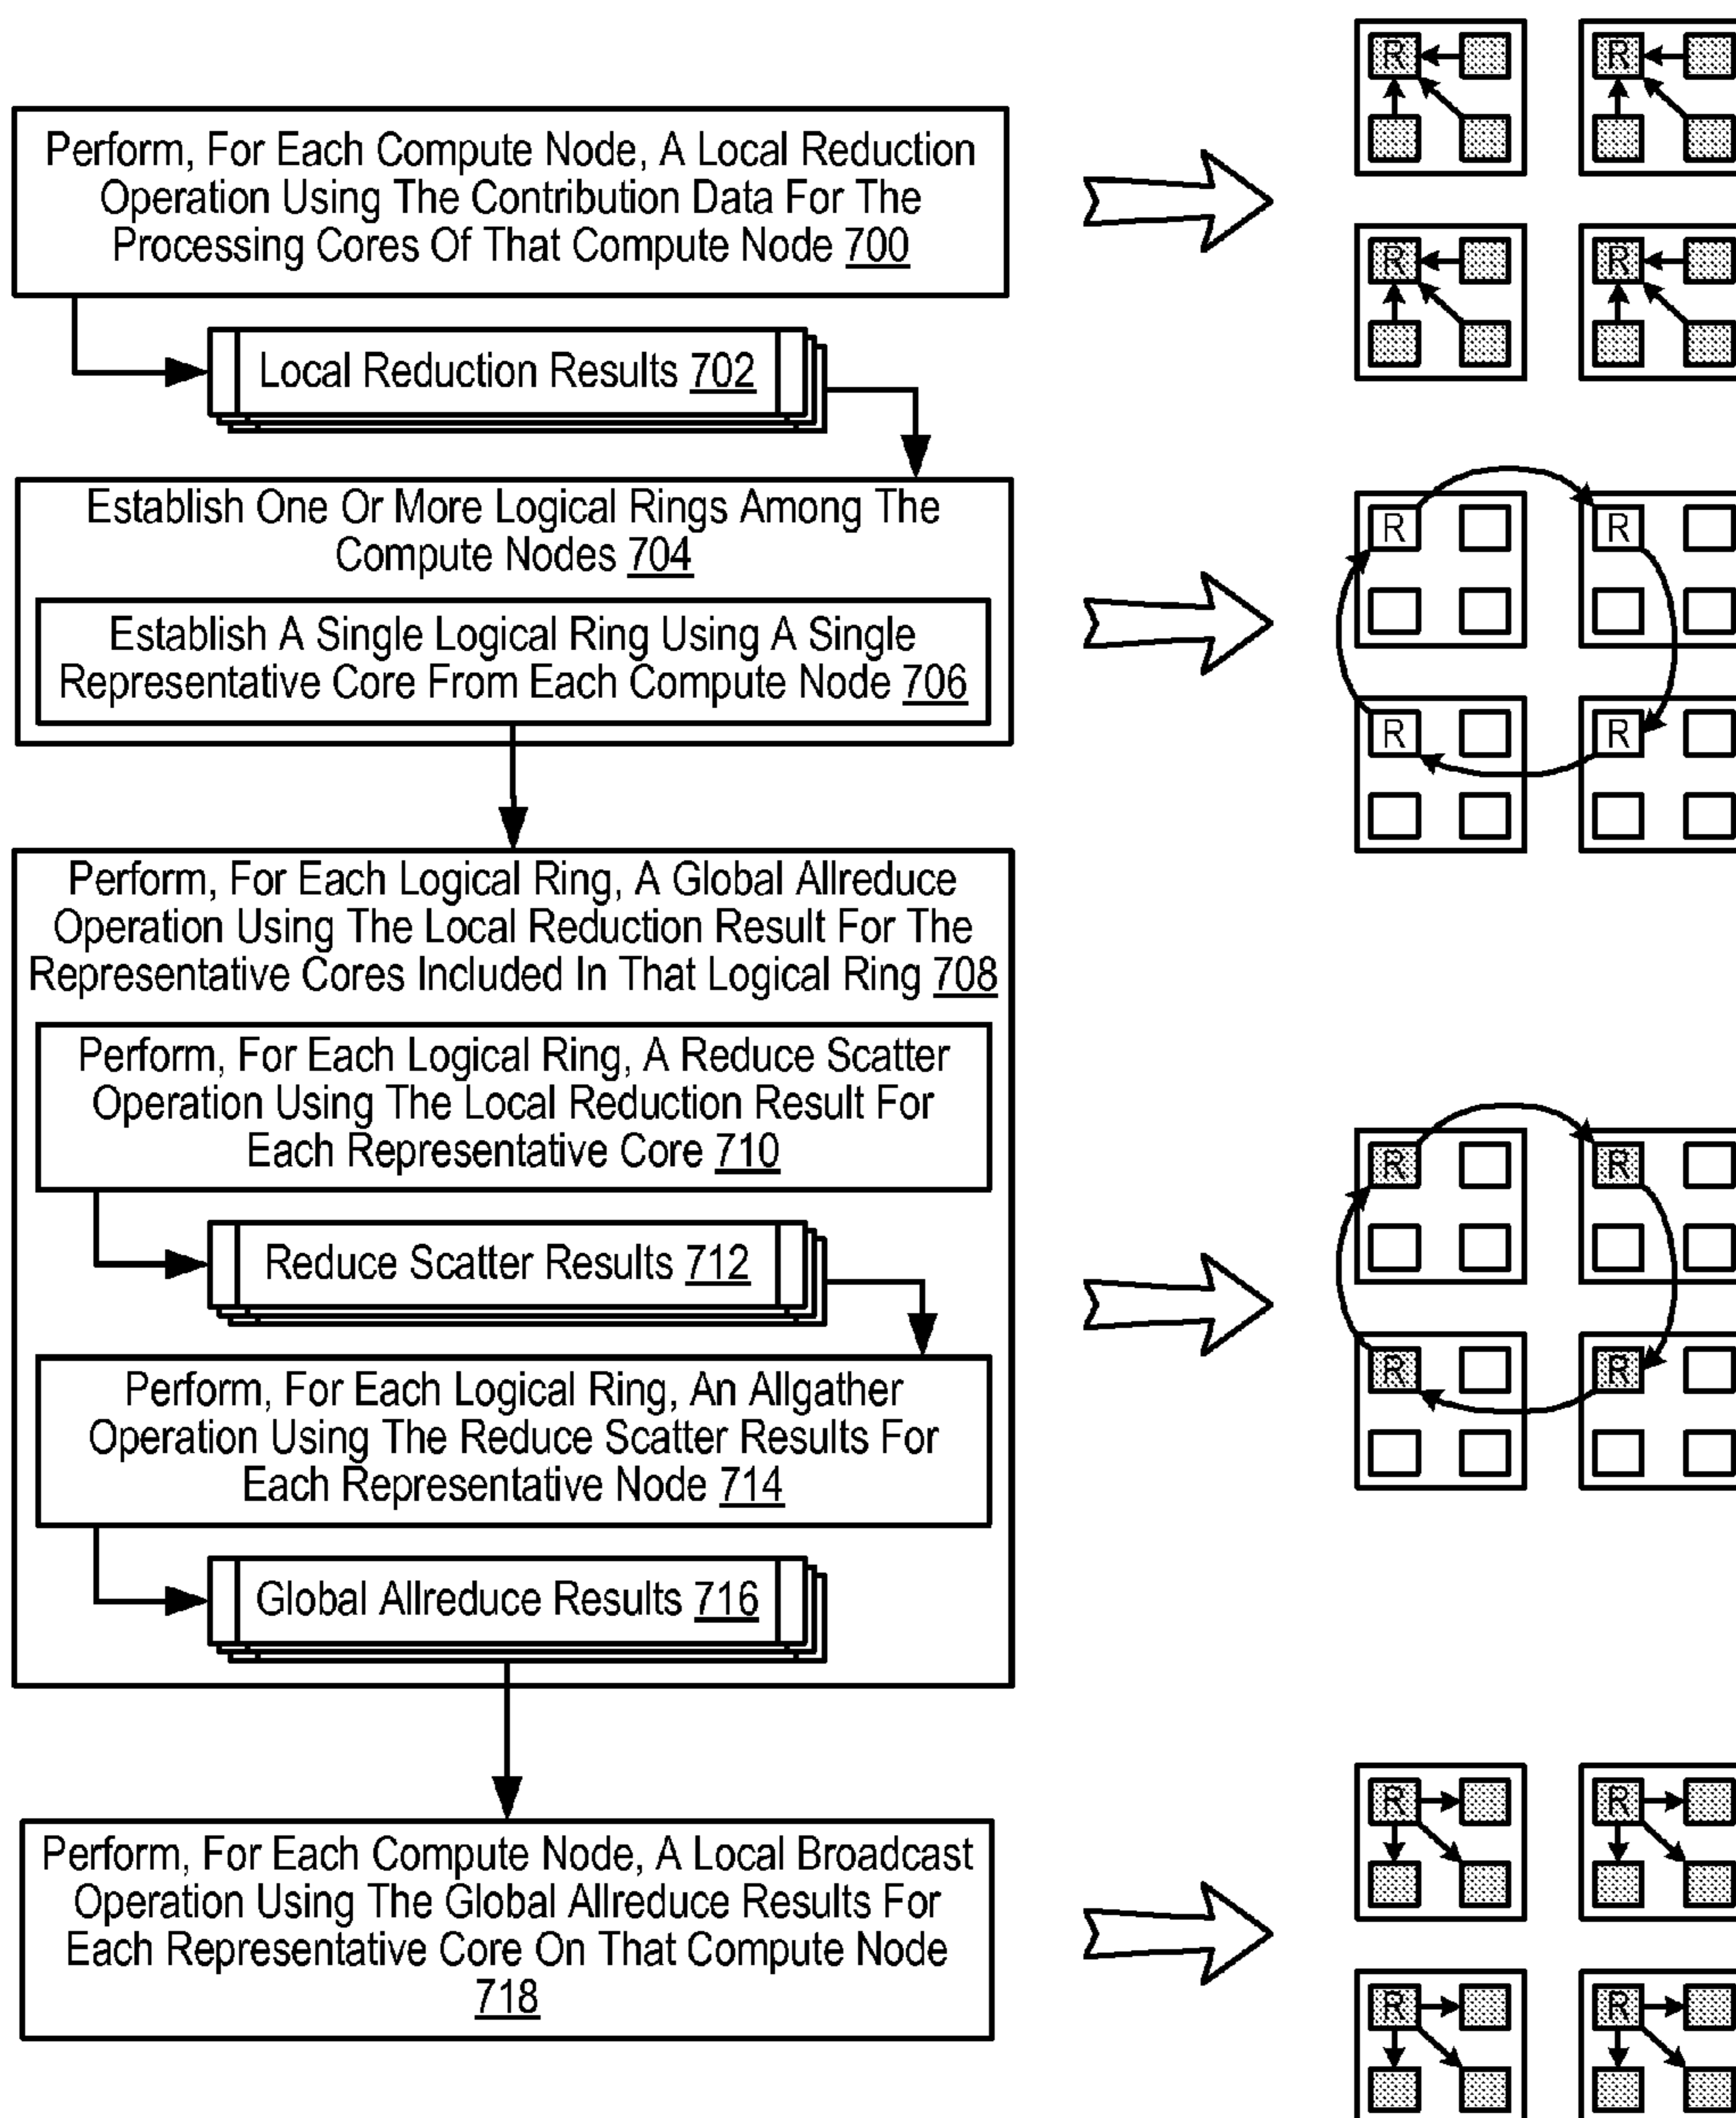 Perform, For Each Compute Node, A Local Reduction
Operation Using The Contribution Data For The
Processing Cores Of That Compute Node 700
R
R
R
R
Local Reduction Results 702
Establish One Or More Logical Rings Among The
Compute Nodes 704
Establish A Single Logical Ring Using A Single
Representative Core From Each Compute Node 706
R
R
R
R
Perform, For Each Logical Ring, A Global Allreduce
Operation Using The Local Reduction Result For The
Representative Cores Included In That Logical Ring 708
Perform, For Each Logical Ring, A Reduce Scatter
Operation Using The Local Reduction Result For
Each Representative Core 710
Reduce Scatter Results 712
Perform, For Each Logical Ring, An Allgather
Operation Using The Reduce Scatter Results For
Each Representative Node 714
Global Allreduce Results 716
R
R
R
R
Perform, For Each Compute Node, A Local Broadcast
Operation Using The Global Allreduce Results For
Each Representative Core On That Compute Node
718
R
R
R
R